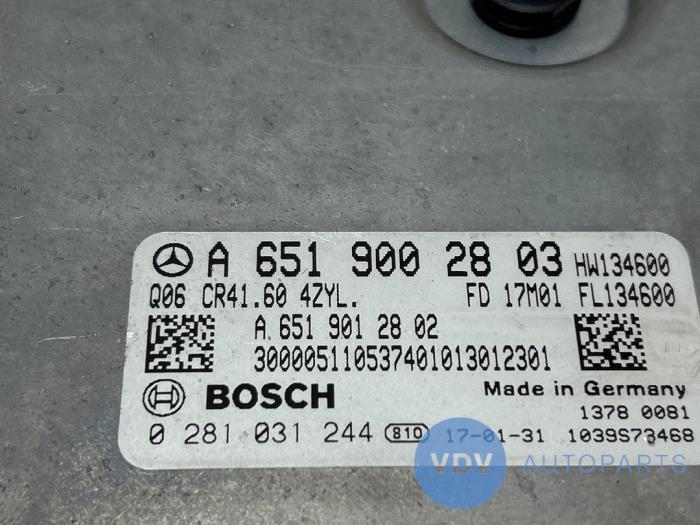 A 651 900 28 03 HW134600
Q06 CR41.60 4ZYL. FD 17M01 FL134600
A 651 901 28 02
300005110537401013012301
BOSCH Made in Germany
1378 0081
0 281 031 244 810 17-01-31 1039S73468
VDV AUTOPARTS